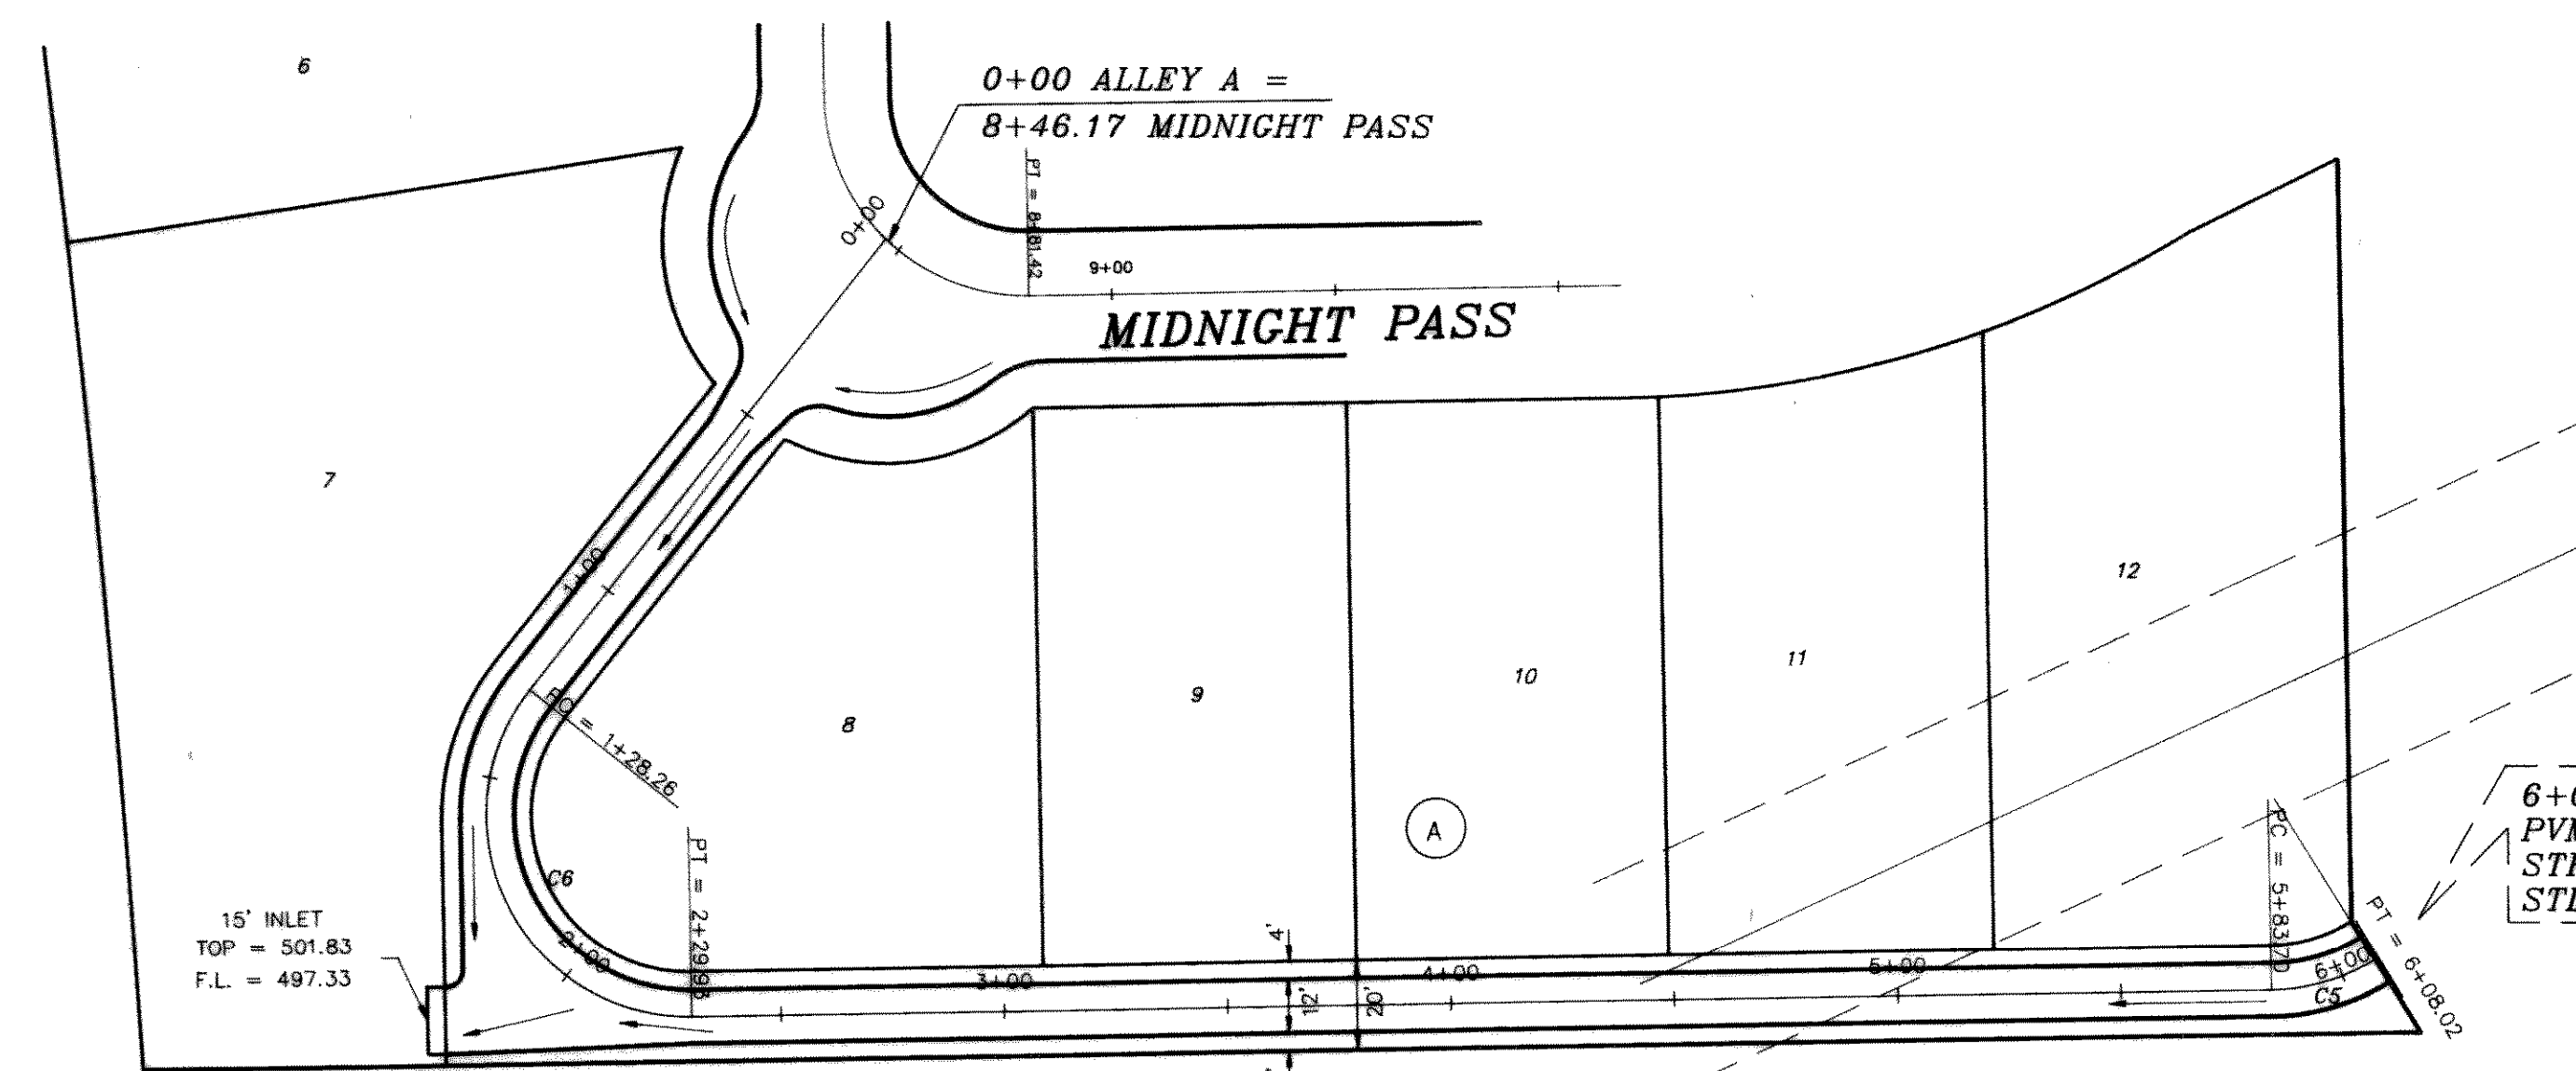 6
0+00 ALLEY A =
8+46.17 MIDNIGHT PASS
PT = 8+81.42
0+00
9+00
MIDNIGHT PASS
7
1+00
12
11
10
9
8
= 1+28.26
A
6+
PC = 5+83.70
PT = 2+29.93
C6
15' INLET
TOP = 501.83
F.L. = 497.33
2+00
4'
3+00
4+00
5+00
6+00
12'
20'
C5
PT = 6+08.02